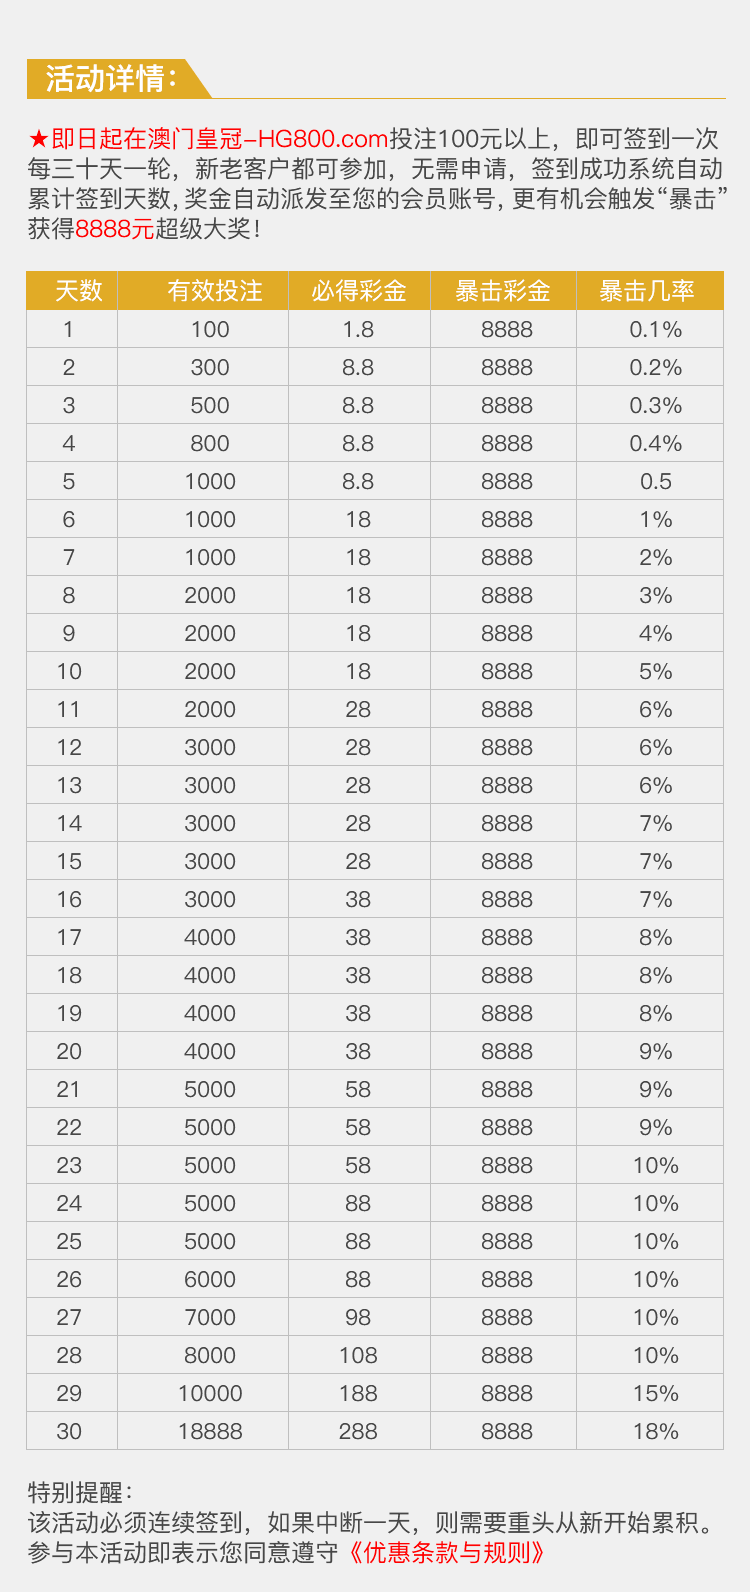 活动详情：
★即日起在澳门皇冠-HG800.com投注100元以上，即可签到一次
每三十天一轮，新老客户都可参加，无需申请，签到成功系统自动
累计签到天数，奖金自动派发至您的会员账号，更有机会触发“暴击”
获得8888元超级大奖！
天数 有效投注 必得彩金 暴击彩金 暴击几率
1 100 1.8 8888 0.1%
2 300 8.8 8888 0.2%
3 500 8.8 8888 0.3%
4 800 8.8 8888 0.4%
5 1000 8.8 8888 0.5
6 1000 18 8888 1%
7 1000 18 8888 2%
8 2000 18 8888 3%
9 2000 18 8888 4%
10 2000 18 8888 5%
11 2000 28 8888 6%
12 3000 28 8888 6%
13 3000 28 8888 6%
14 3000 28 8888 7%
15 3000 28 8888 7%
16 3000 38 8888 7%
17 4000 38 8888 8%
18 4000 38 8888 8%
19 4000 38 8888 8%
20 4000 38 8888 9%
21 5000 58 8888 9%
22 5000 58 8888 9%
23 5000 58 8888 10%
24 5000 88 8888 10%
25 5000 88 8888 10%
26 6000 88 8888 10%
27 7000 98 8888 10%
28 8000 108 8888 10%
29 10000 188 8888 15%
30 18888 288 8888 18%
特别提醒：
该活动必须连续签到，如果中断一天，则需要重头从新开始累积。
参与本活动即表示您同意遵守《优惠条款与规则》